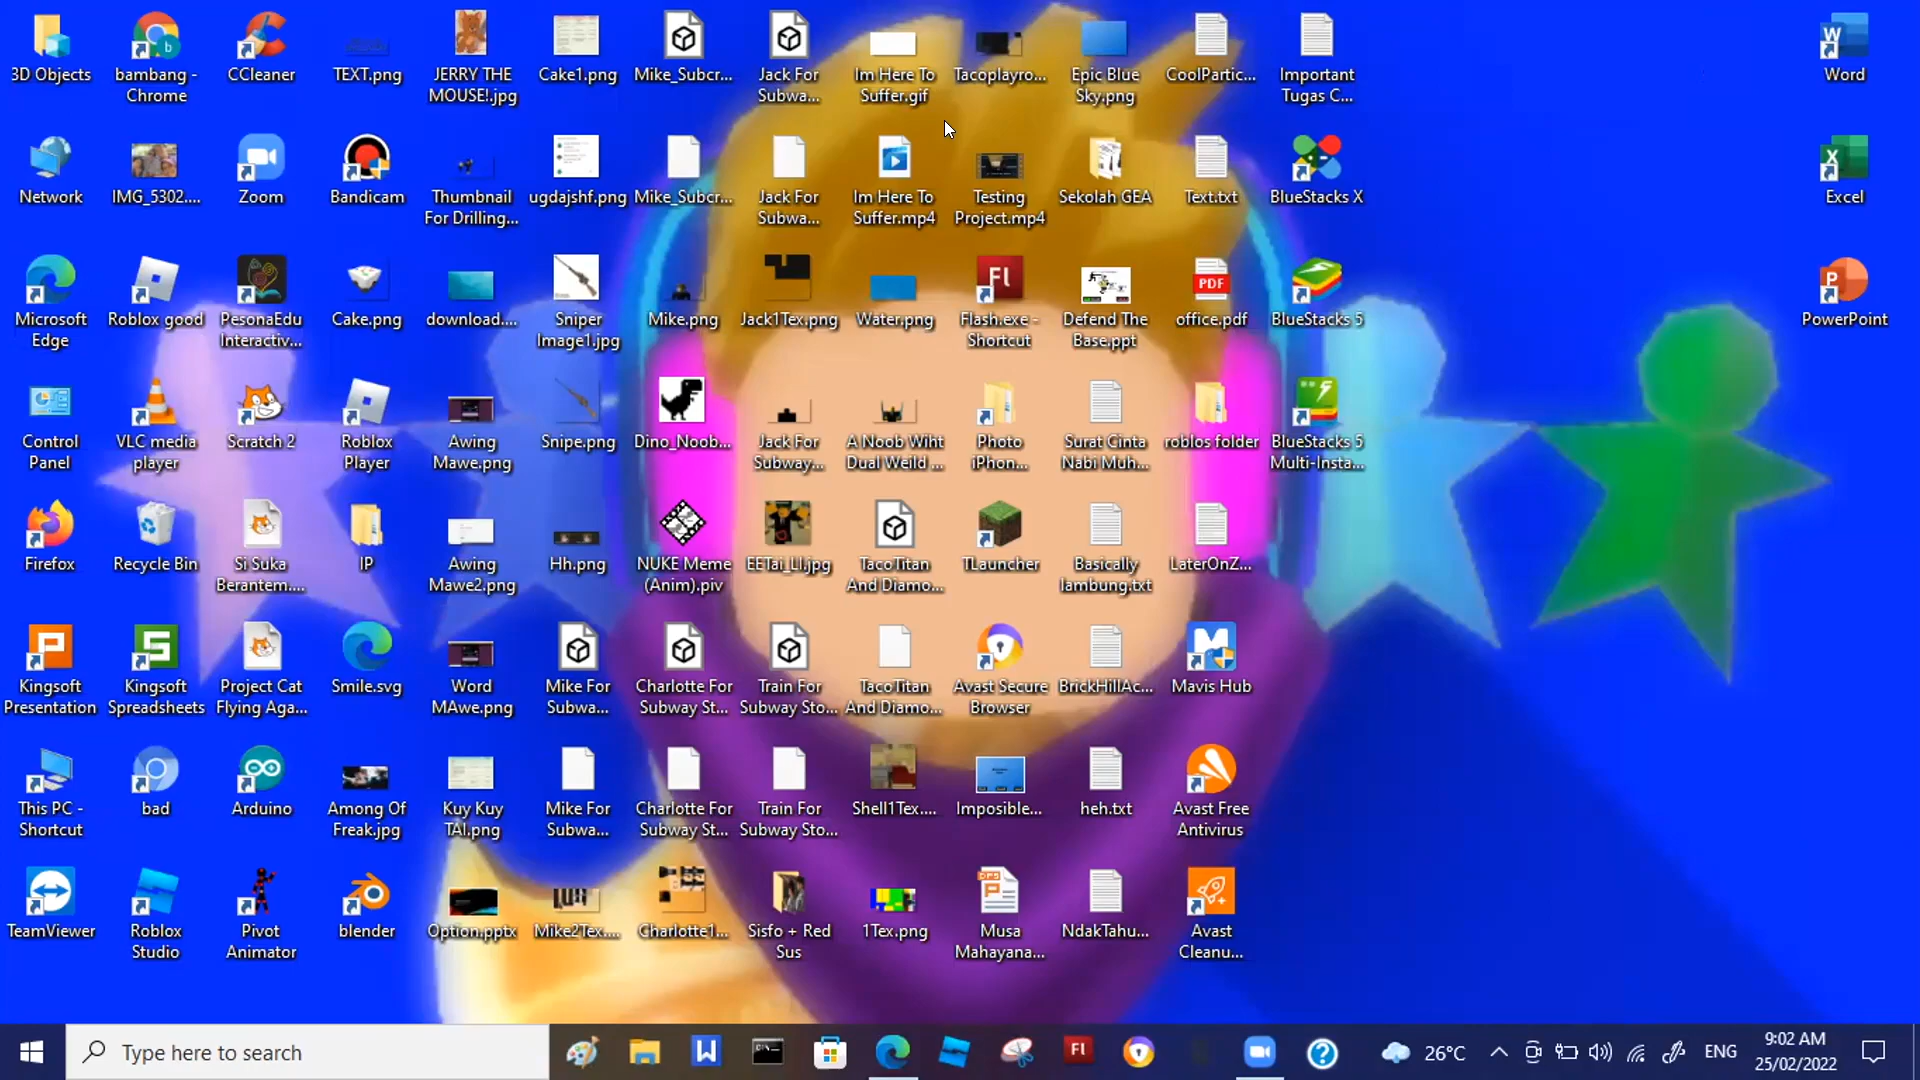 3D Objects
bambang - Chrome
CCleaner
TEXT.png
JERRY THE MOUSE!.jpg
Cake1.png
Mike_Subcr...
Jack For Subwa...
Im Here To Suffer.gif
Tacoplayro...
Epic Blue Sky.png
CoolPartic...
Important Tugas C...
Word
Network
IMG_5302....
Zoom
Bandicam
Thumbnail For Drilling...
ugdajshf.png
Mike_Subcr...
Jack For Subwa...
Im Here To Suffer.mp4
Testing Project.mp4
Sekolah GEA
Text.txt
BlueStacks X
Excel
Microsoft Edge
Roblox good
PesonaEdu Interactiv...
Cake.png
download....
Sniper Image1.jpg
Mike.png
Jack1Tex.png
Water.png
Flash.exe - Shortcut
Defend The Base.ppt
office.pdf
BlueStacks 5
PowerPoint
Control Panel
VLC media player
Scratch 2
Roblox Player
Awing Mawe.png
Snipe.png
Dino_Noob...
Jack For Subway...
A Noob Wiht Dual Weild ...
Photo iPhon...
Surat Cinta Nabi Muh...
roblos folder
BlueStacks 5 Multi-Insta...
Firefox
Recycle Bin
Si Suka Berantem....
IP
Awing Mawe2.png
Hh.png
NUKE Meme (Anim).piv
EETai_LI.jpg
TacoTitan And Diamo...
TLauncher
Basically lambung.txt
LaterOnZ...
Kingsoft Presentation
Kingsoft Spreadsheets
Project Cat Flying Aga...
Smile.svg
Word MAwe.png
Mike For Subwa...
Charlotte For Subway St...
Train For Subway Sto...
TacoTitan And Diamo...
Avast Secure Browser
BrickHillAc...
Mavis Hub
This PC - Shortcut
bad
Arduino
Among Of Freak.jpg
Kuy Kuy TAI.png
Mike For Subwa...
Charlotte For Subway St...
Train For Subway Sto...
Shell1Tex....
Imposible...
heh.txt
Avast Free Antivirus
TeamViewer
Roblox Studio
Pivot Animator
blender
Option.pptx
Mike2Tex....
Charlotte1...
Sisfo + Red Sus
1Tex.png
Musa Mahayana...
NdakTahu...
Avast Cleanu...
Type here to search
26°C
ENG
9:02 AM
25/02/2022